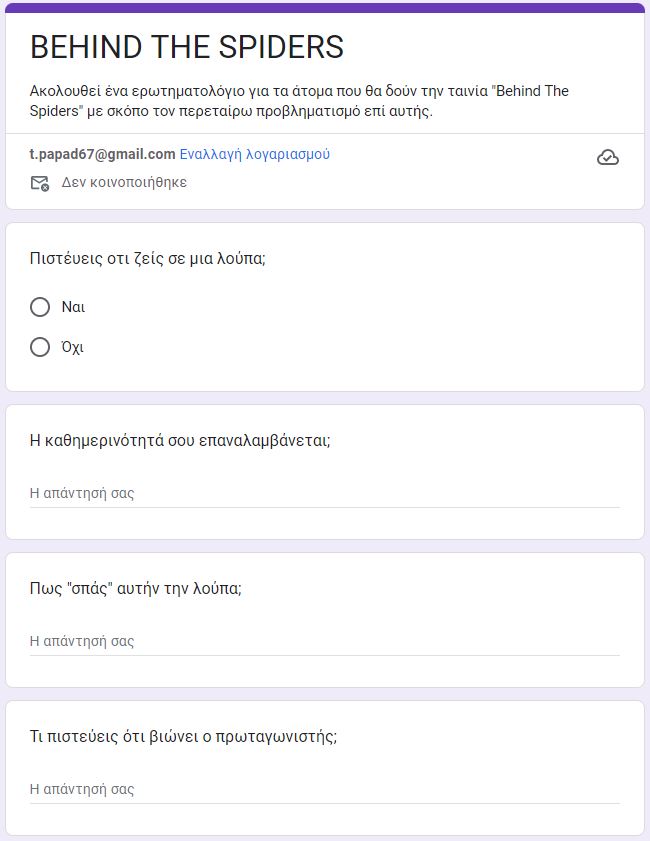 BEHIND THE SPIDERS
Ακολουθεί ένα ερωτηματολόγιο για τα άτομα που θα δούν την ταινία "Behind The
Spiders" με σκόπο τον περεταίρω προβληματισμό επί αυτής.
t.papad67@gmail.com Εναλλαγή λογαριασμού
Δεν κοινοποιήθηκε
Πιστέυεις οτι ζείς σε μια λούπα;
Ναι
Όχι
Η καθημερινότητά σου επαναλαμβάνεται;
Η απάντησή σας
Πως "σπάς" αυτήν την λούπα;
Η απάντησή σας
Τι πιστεύεις ότι βιώνει ο πρωταγωνιστής;
Η απάντησή σας